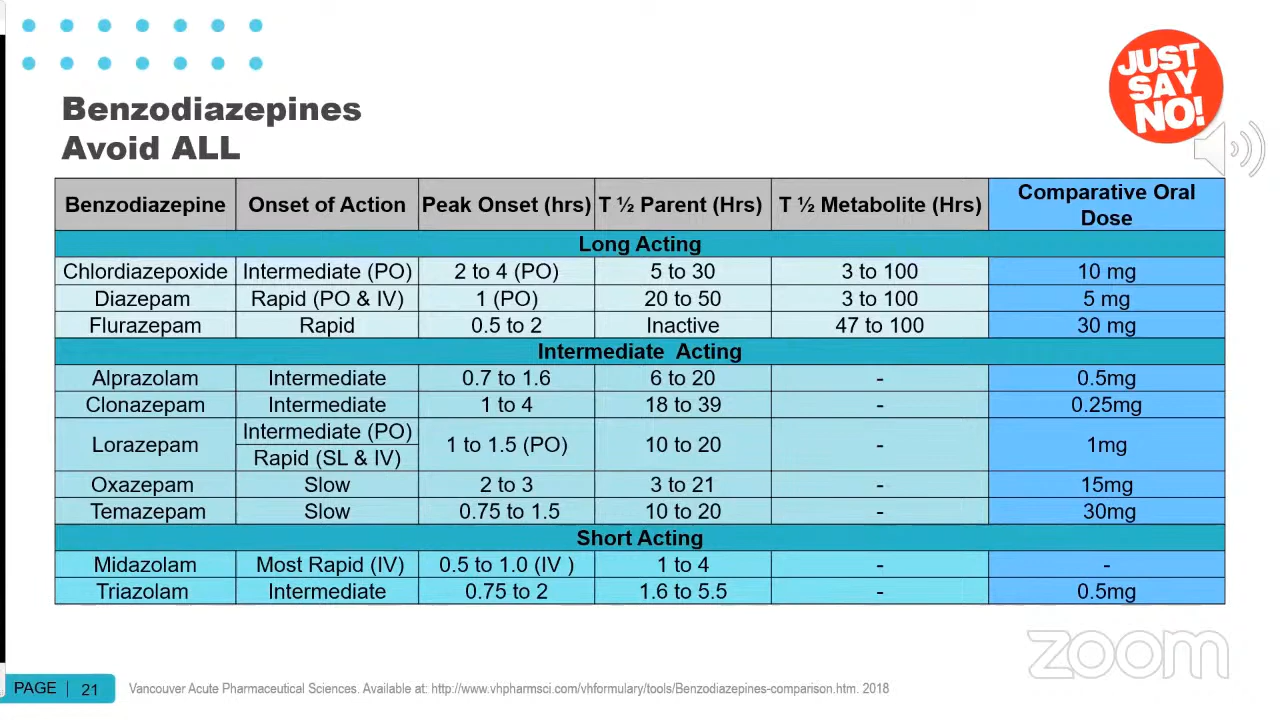 JUST
SAY
NO!
Benzodiazepines
Avoid ALL
Benzodiazepine Onset of Action Peak Onset (hrs) T ½ Parent (Hrs) T ½ Metabolite (Hrs) Comparative Oral Dose
Long Acting
Chlordiazepoxide Intermediate (PO) 2 to 4 (PO) 5 to 30 3 to 100 10 mg
Diazepam Rapid (PO & IV) 1 (PO) 20 to 50 3 to 100 5 mg
Flurazepam Rapid 0.5 to 2 Inactive 47 to 100 30 mg
Intermediate Acting
Alprazolam Intermediate 0.7 to 1.6 6 to 20 - 0.5mg
Clonazepam Intermediate 1 to 4 18 to 39 - 0.25mg
Lorazepam Intermediate (PO) Rapid (SL & IV) 1 to 1.5 (PO) 10 to 20 - 1mg
Oxazepam Slow 2 to 3 3 to 21 - 15mg
Temazepam Slow 0.75 to 1.5 10 to 20 - 30mg
Short Acting
Midazolam Most Rapid (IV) 0.5 to 1.0 (IV ) 1 to 4 - -
Triazolam Intermediate 0.75 to 2 1.6 to 5.5 - 0.5mg
zoom
PAGE | 21 Vancouver Acute Pharmaceutical Sciences. Available at: http://www.vhpharmsci.com/vhformulary/tools/Benzodiazepines-comparison.htm. 2018